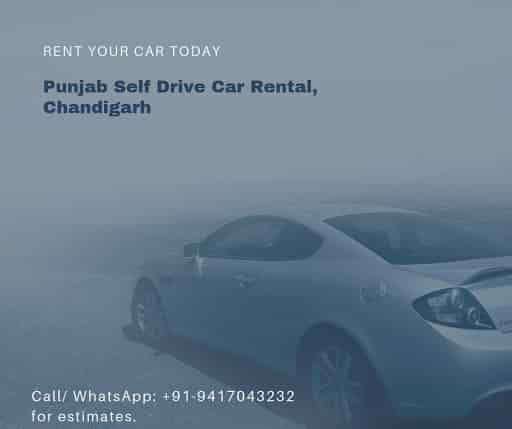 RENT YOUR CAR TODAY
Punjab Self Drive Car Rental,
Chandigarh
Call/ WhatsApp: +91-9417043232
for estimates.